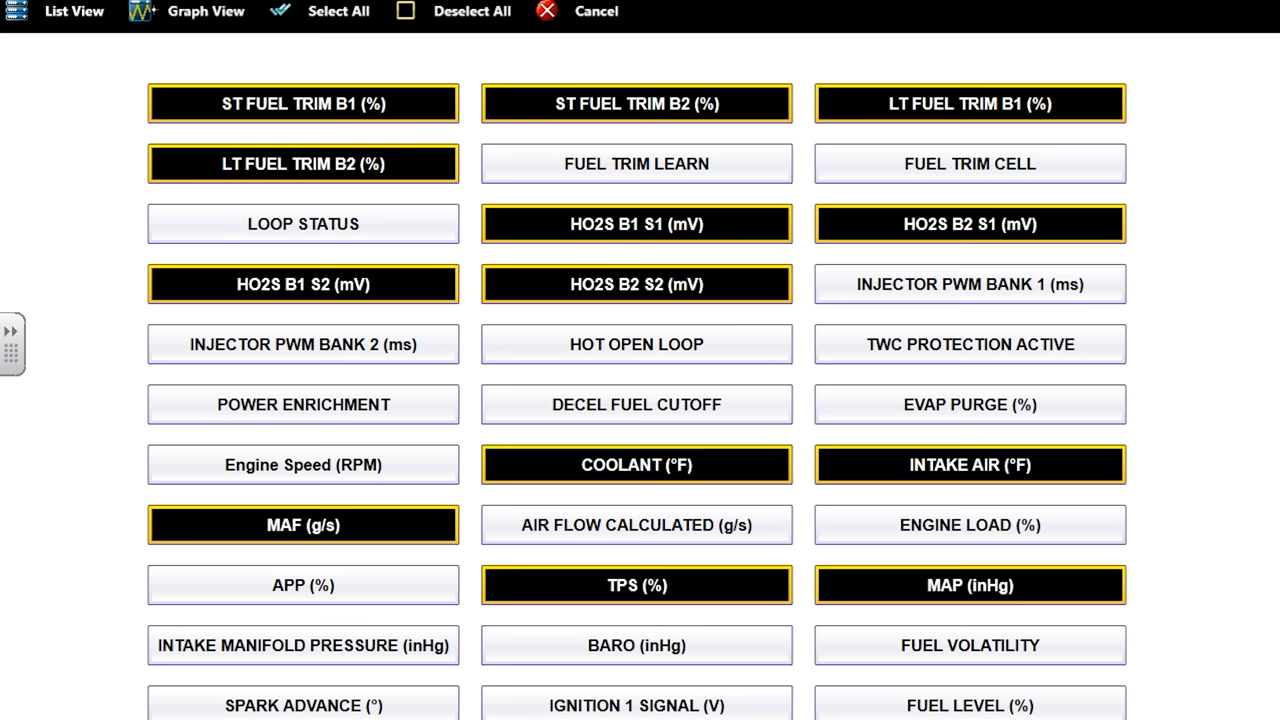 List View Graph View Select All Deselect All Cancel
ST FUEL TRIM B1 (%) ST FUEL TRIM B2 (%) LT FUEL TRIM B1 (%)
LT FUEL TRIM B2 (%) FUEL TRIM LEARN FUEL TRIM CELL
LOOP STATUS HO2S B1 S1 (mV) HO2S B2 S1 (mV)
HO2S B1 S2 (mV) HO2S B2 S2 (mV) INJECTOR PWM BANK 1 (ms)
INJECTOR PWM BANK 2 (ms) HOT OPEN LOOP TWC PROTECTION ACTIVE
POWER ENRICHMENT DECEL FUEL CUTOFF EVAP PURGE (%)
Engine Speed (RPM) COOLANT (°F) INTAKE AIR (°F)
MAF (g/s) AIR FLOW CALCULATED (g/s) ENGINE LOAD (%)
APP (%) TPS (%) MAP (inHg)
INTAKE MANIFOLD PRESSURE (inHg) BARO (inHg) FUEL VOLATILITY
SPARK ADVANCE (°) IGNITION 1 SIGNAL (V) FUEL LEVEL (%)